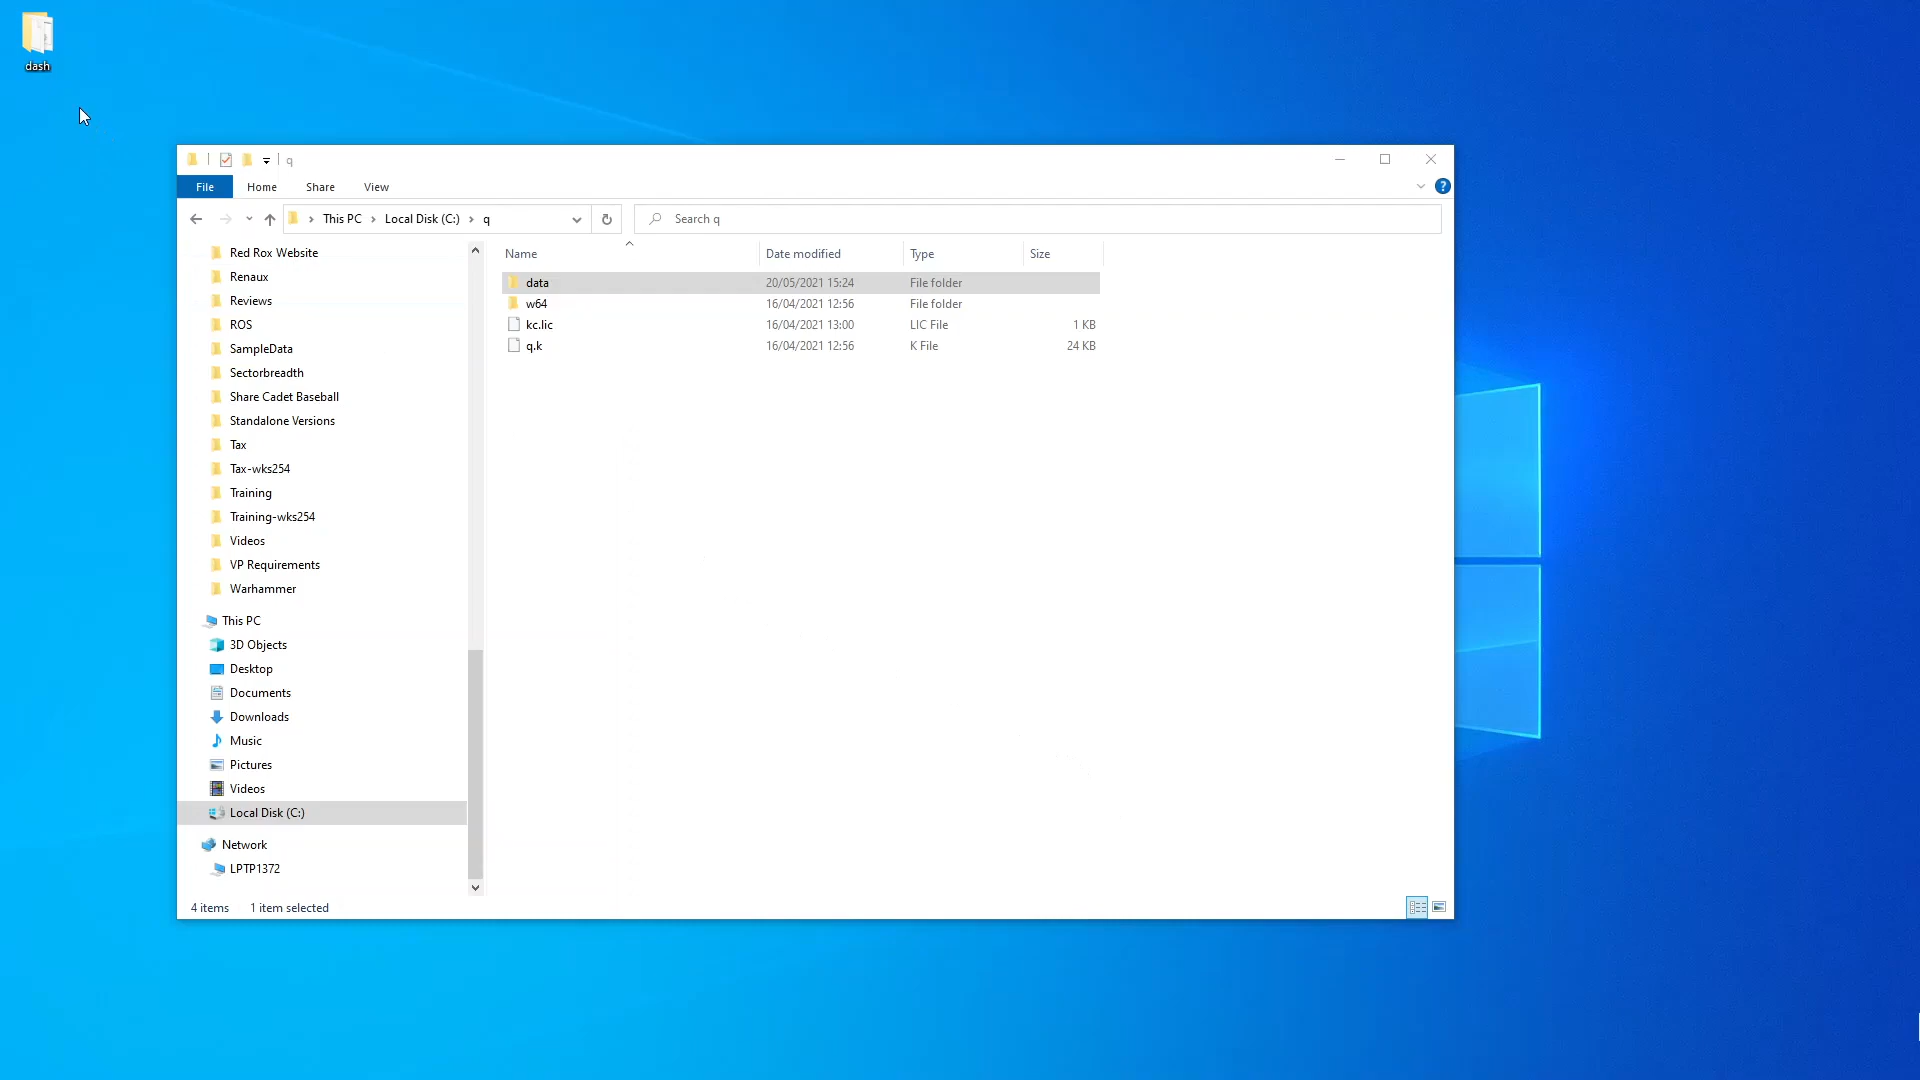 dash
q
File Home Share View
This PC Local Disk (C:) q Search q
Name Date modified Type Size
data 20/05/2021 15:24 File folder
w64 16/04/2021 12:56 File folder
kc.lic 16/04/2021 13:00 LIC File 1 KB
q.k 16/04/2021 12:56 K File 24 KB
Red Rox Website
Renaux
Reviews
ROS
SampleData
Sectorbreadth
Share Cadet Baseball
Standalone Versions
Tax
Tax-wks254
Training
Training-wks254
Videos
VP Requirements
Warhammer
This PC
3D Objects
Desktop
Documents
Downloads
Music
Pictures
Videos
Local Disk (C:)
Network
LPTP1372
4 items 1 item selected